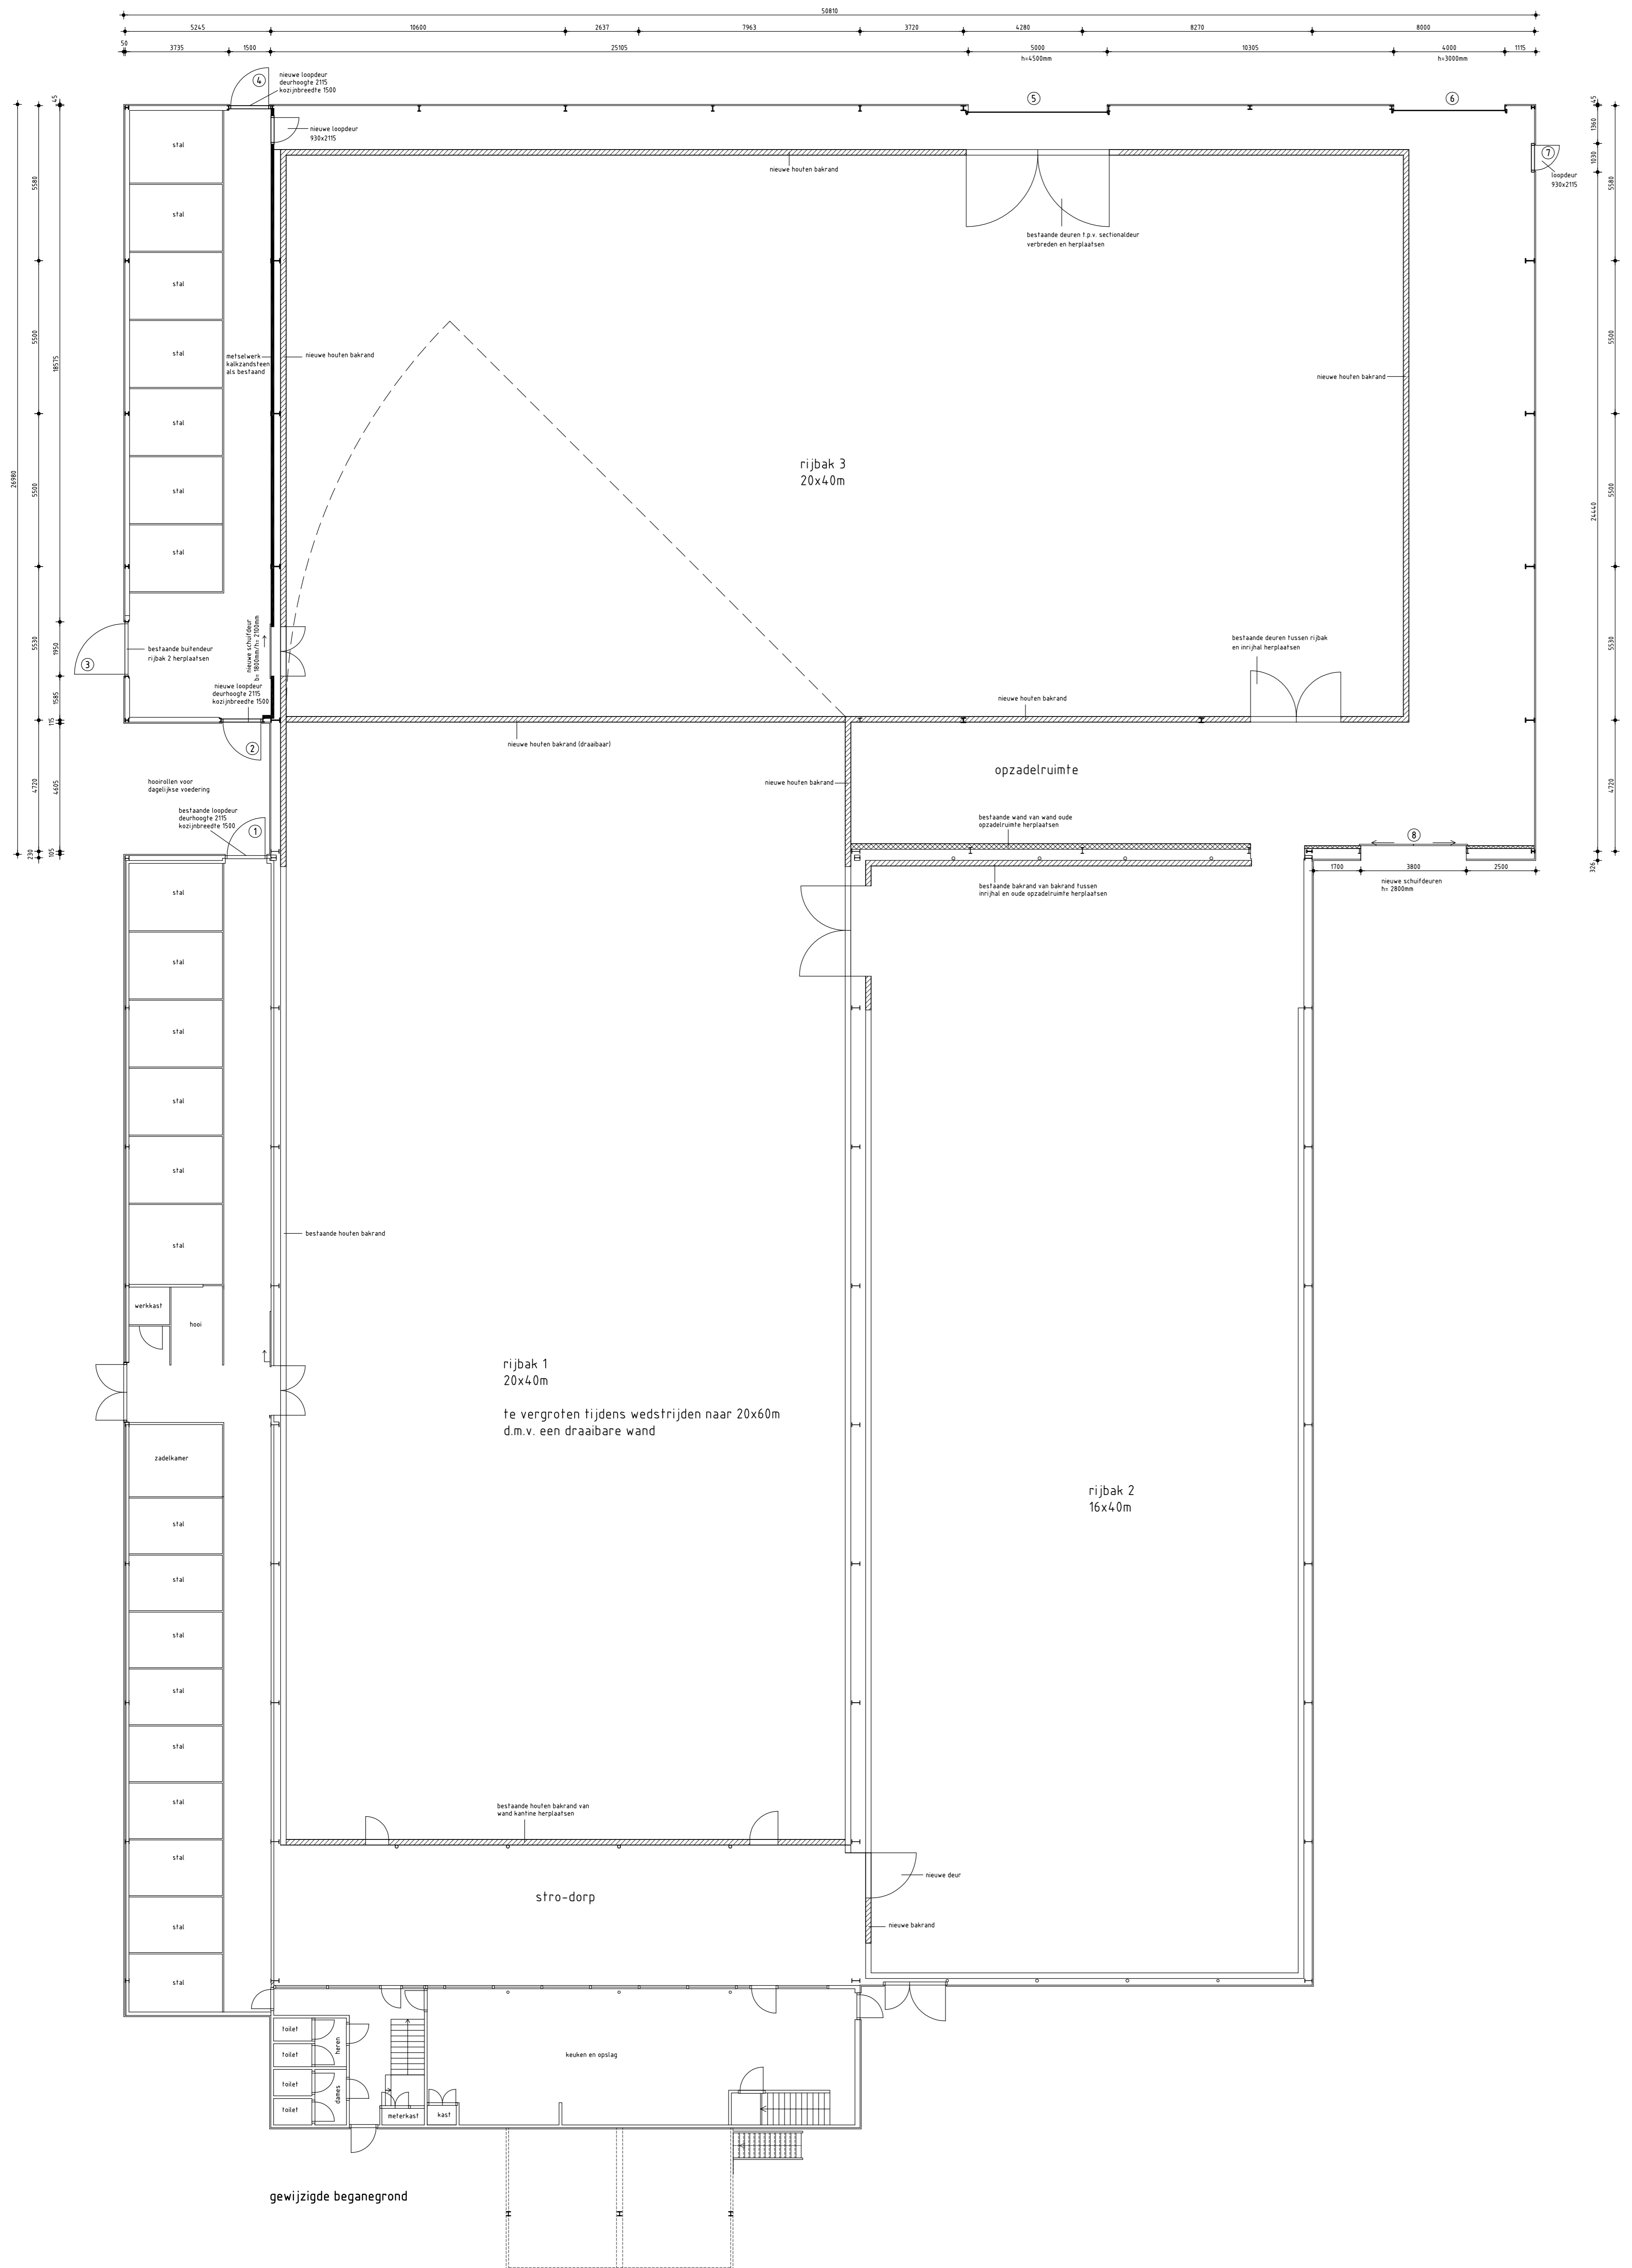 50810
5245
10600
2637
7963
3720
4280
8270
8000
50
3735
1500
25105
5000
10305
4000
1115
h=4500mm
h=3000mm
4
nieuwe loopdeur
deurhoogte 2115
kozijnbreedte 1500
5
6
45
45
nieuwe loopdeur
930x2115
1360
1030
7
loopdeur
930x2115
stal
nieuwe houten bakrand
5580
5580
stal
bestaande deuren t.p.v. sectionaldeur
verbreden en herplaatsen
stal
5500
18575
metselwerk
kalkzandsteen
als bestaand
nieuwe houten bakrand
stal
nieuwe houten bakrand
5500
stal
rijbak 3
20x40m
26980
5500
stal
5500
24440
stal
5530
1950
3
bestaande buitendeur
rijbak 2 herplaatsen
nieuwe schuifdeur
b= 1800mm/h= 2100mm
bestaande deuren tussen rijbak
en inrijhal herplaatsen
5530
1585
nieuwe loopdeur
deurhoogte 2115
kozijnbreedte 1500
nieuwe houten bakrand
115
2
nieuwe houten bakrand (draaibaar)
4720
4605
hooirollen voor
dagelijkse voedering
nieuwe houten bakrand
opzadelruimte
4720
bestaande loopdeur
deurhoogte 2115
kozijnbreedte 1500
1
bestaande wand van wand oude
opzadelruimte herplaatsen
8
230
105
1700
3800
2500
326
nieuwe schuifdeuren
h= 2800mm
bestaande bakrand van bakrand tussen
inrijhal en oude opzadelruimte herplaatsen
stal
stal
stal
stal
stal
bestaande houten bakrand
stal
werkkast
hooi
rijbak 1
20x40m
te vergroten tijdens wedstrijden naar 20x60m
d.m.v. een draaibare wand
zadelkamer
rijbak 2
16x40m
stal
stal
stal
stal
stal
stal
bestaande houten bakrand van
wand kantine herplaatsen
stal
nieuwe deur
stro-dorp
stal
nieuwe bakrand
stal
toilet
heren
toilet
keuken en opslag
toilet
dames
toilet
meterkast
kast
gewijzigde beganegrond